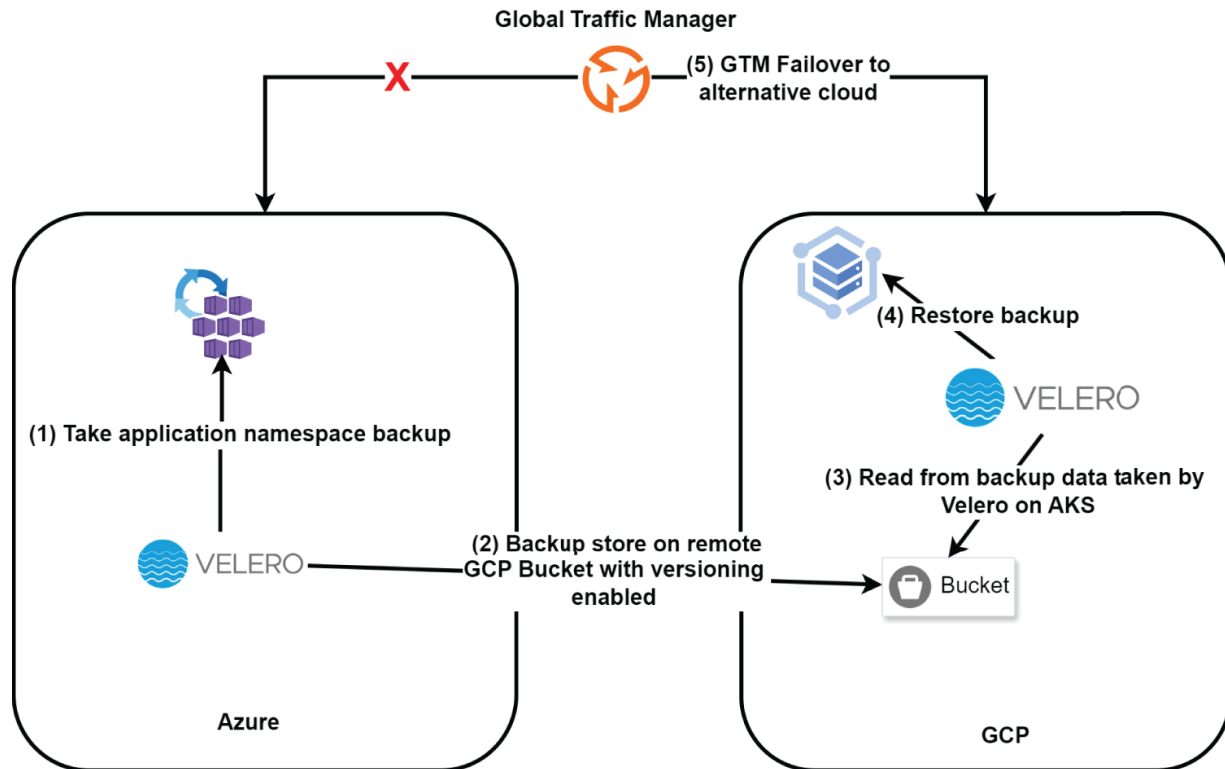 Global Traffic Manager
X
(5) GTM Failover to
alternative cloud
(4) Restore backup
VELERO
(1) Take application namespace backup
(3) Read from backup data taken by
Velero on AKS
VELERO
(2) Backup store on remote
GCP Bucket with versioning
enabled
Bucket
Azure
GCP